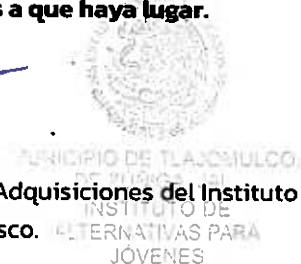 s a que haya lugar.
MUNICIPIO DE TLAJOMULCO
Adquisiciones del Instituto
INSTITUTO DE
sco. ALTERNATIVAS PARA
JÓVENES